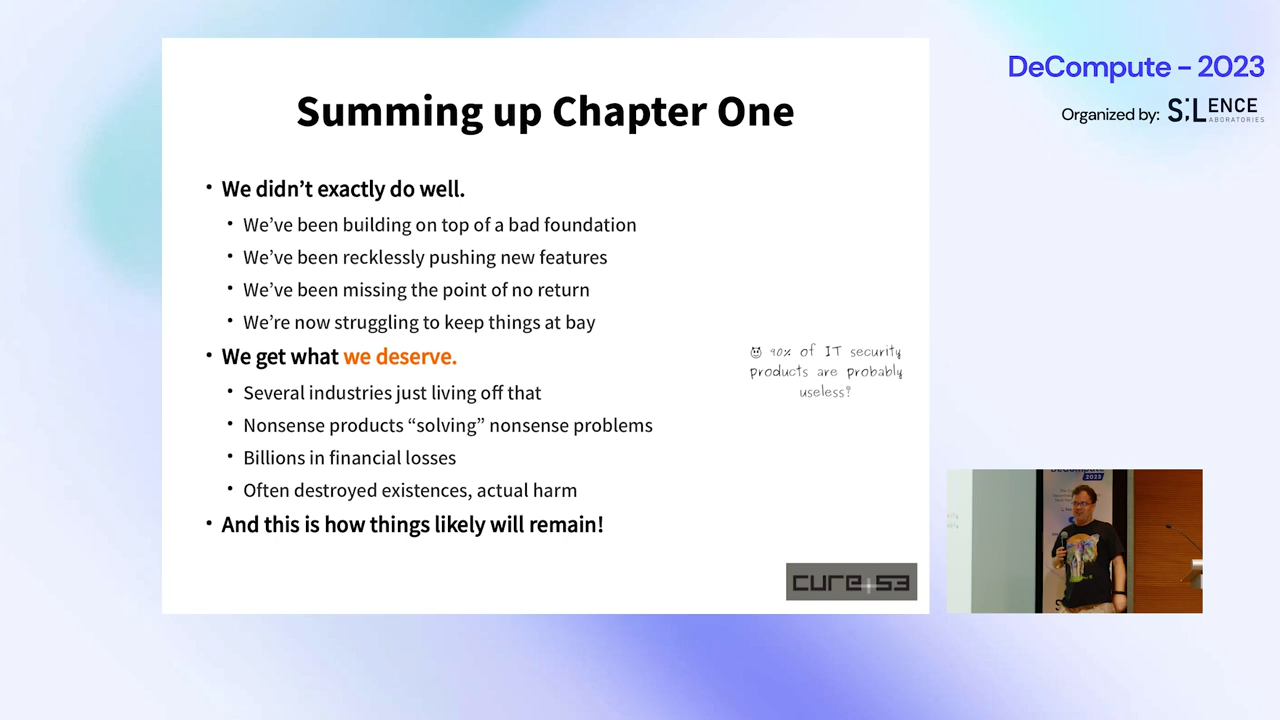 DeCompute - 2023
Organized by: SiLENCE
LABORATORIES
Summing up Chapter One
• We didn’t exactly do well.
• We’ve been building on top of a bad foundation
• We’ve been recklessly pushing new features
• We’ve been missing the point of no return
• We’re now struggling to keep things at bay
• We get what we deserve.
• Several industries just living off that
• Nonsense products “solving” nonsense problems
• Billions in financial losses
• Often destroyed existences, actual harm
• And this is how things likely will remain!
😈 90% of IT security
products are probably
useless?
cure+53
DeCompute
2023